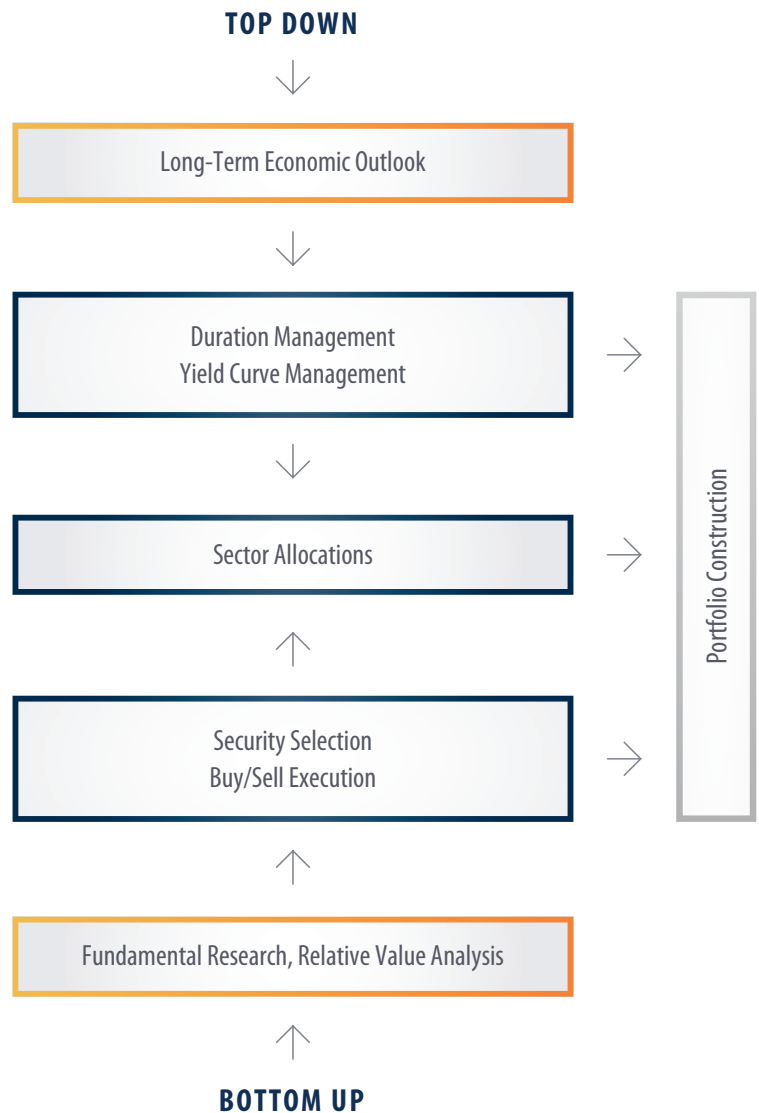 TOP DOWN
Long-Term Economic Outlook
Duration Management
Yield Curve Management
Sector Allocations
Security Selection
Buy/Sell Execution
Portfolio Construction
Fundamental Research, Relative Value Analysis
BOTTOM UP